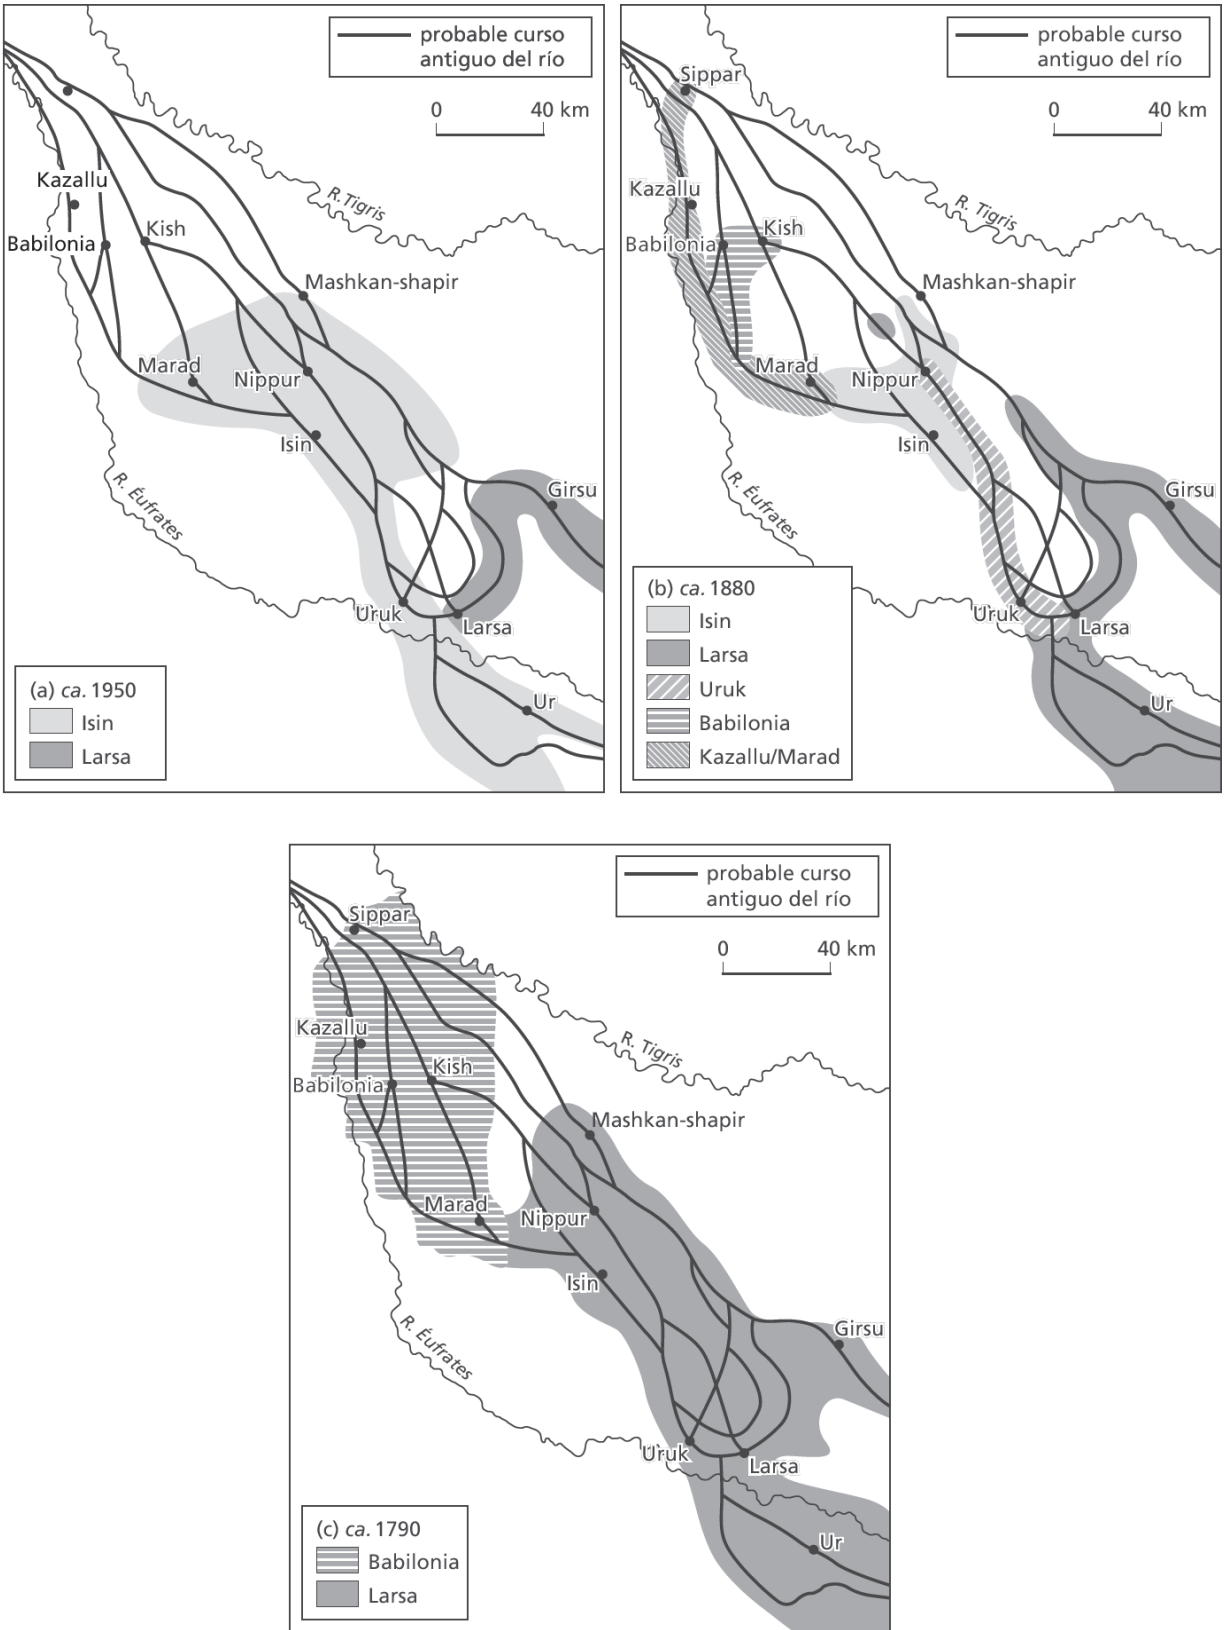 probable curso
antiguo del río
0 40 km
R. Tigris
Kazallu
Babilonia
Kish
Mashkan-shapir
Marad
Nippur
Isin
Girsu
R. Éufrates
Uruk
Larsa
Ur
(a) ca. 1950
Isin
Larsa
probable curso
antiguo del río
Sippar
0 40 km
Kazallu
R. Tigris
Babilonia
Kish
Mashkan-shapir
Marad
Nippur
Isin
Girsu
R. Éufrates
Uruk
Larsa
Ur
(b) ca. 1880
Isin
Larsa
Uruk
Babilonia
Kazallu/Marad
probable curso
antiguo del río
Sippar
0 40 km
Kazallu
R. Tigris
Babilonia
Kish
Mashkan-shapir
Marad
Nippur
Isin
Girsu
R. Éufrates
Uruk
Larsa
Ur
(c) ca. 1790
Babilonia
Larsa